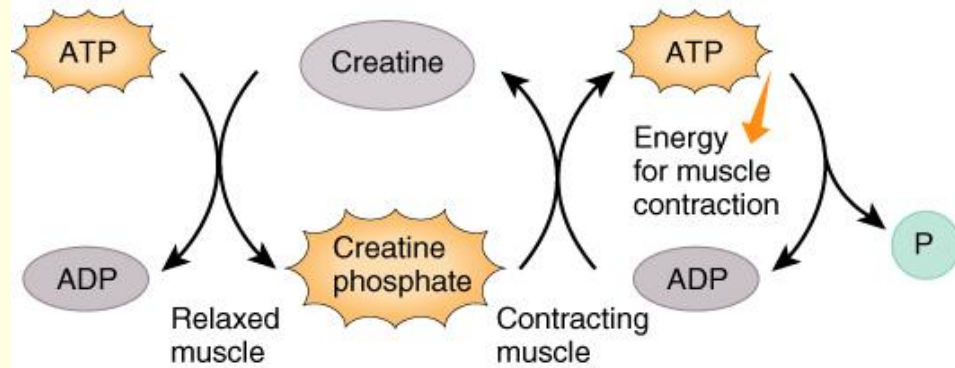 ATP
Creatine
ATP
Energy
for muscle
contraction
ADP
Creatine
phosphate
ADP
P
Relaxed
muscle
Contracting
muscle